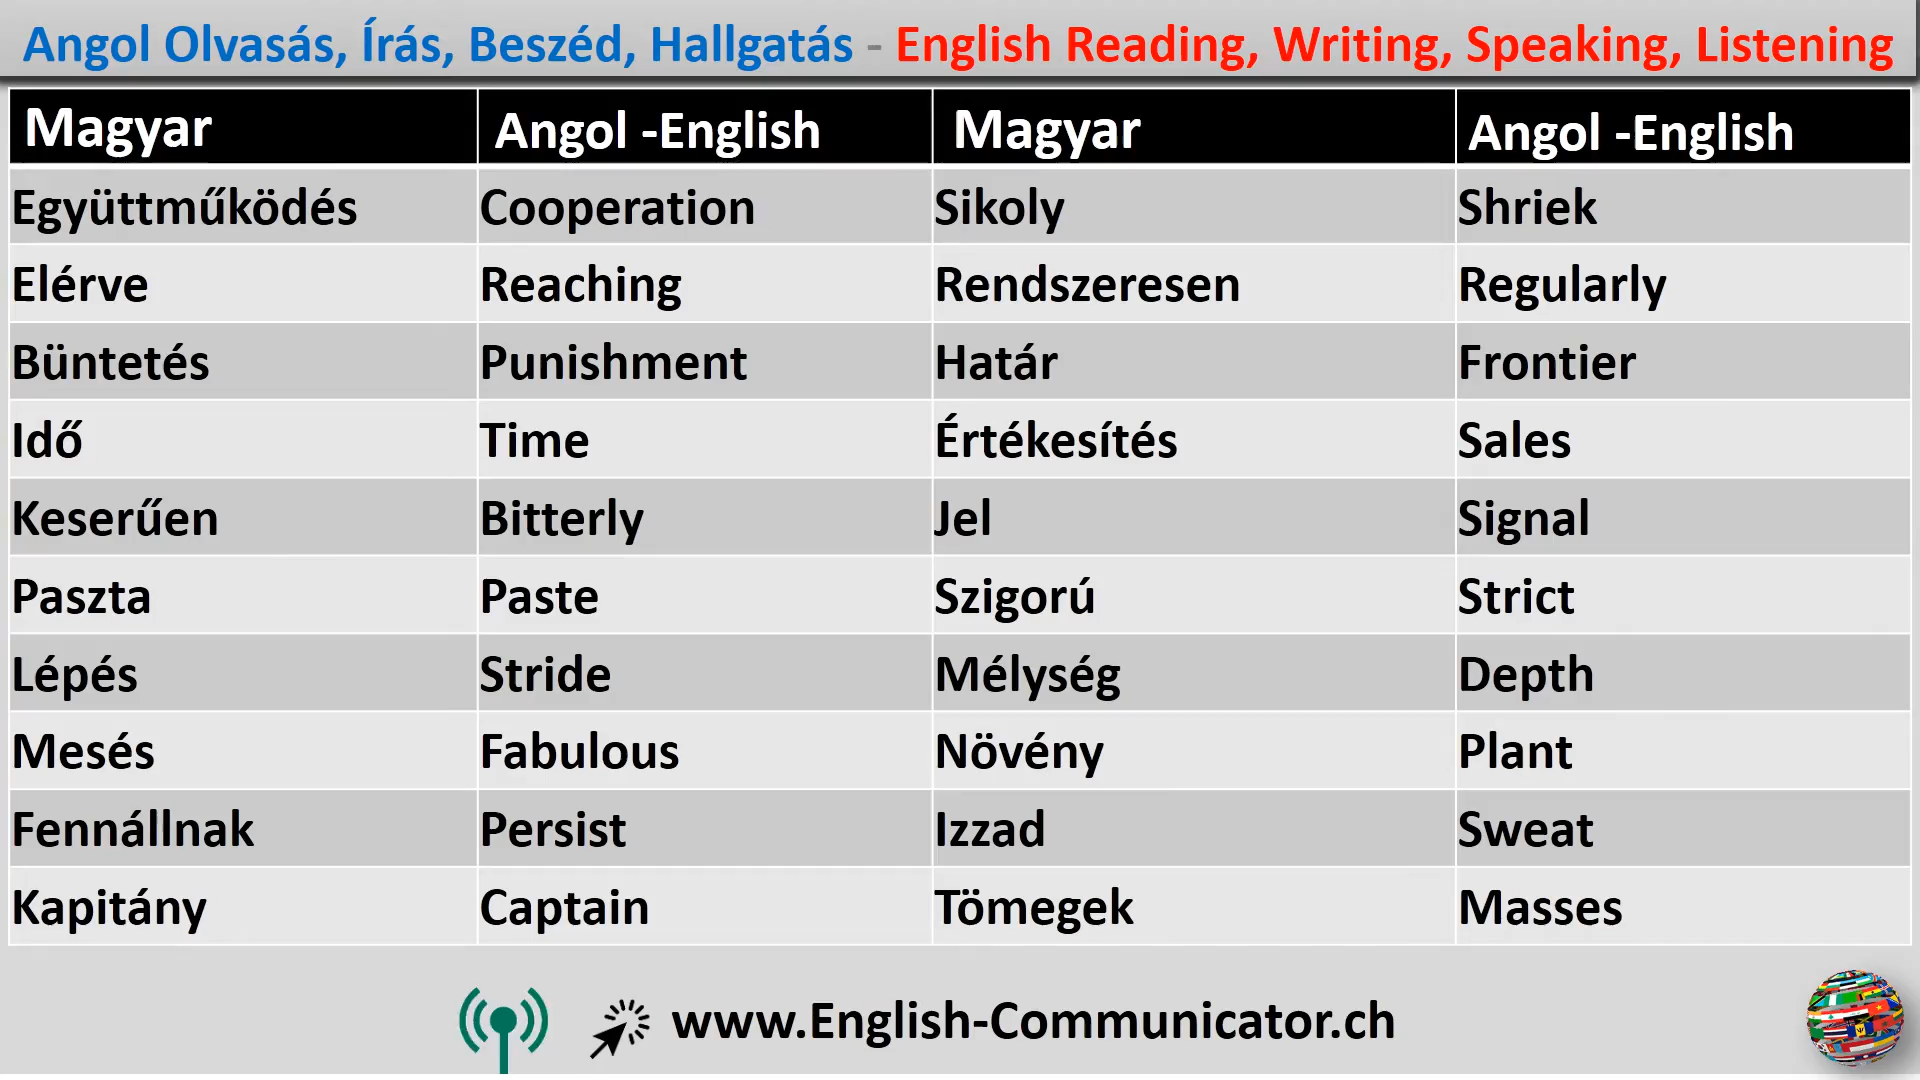 Angol Olvasás, Írás, Beszéd, Hallgatás - English Reading, Writing, Speaking, Listening
Magyar Angol -English Magyar Angol -English
Együttműködés Cooperation Sikoly Shriek
Elérve Reaching Rendszeresen Regularly
Büntetés Punishment Határ Frontier
Idő Time Értékesítés Sales
Keserűen Bitterly Jel Signal
Paszta Paste Szigorú Strict
Lépés Stride Mélység Depth
Mesés Fabulous Növény Plant
Fennállnak Persist Izzad Sweat
Kapitány Captain Tömegek Masses
www.English-Communicator.ch